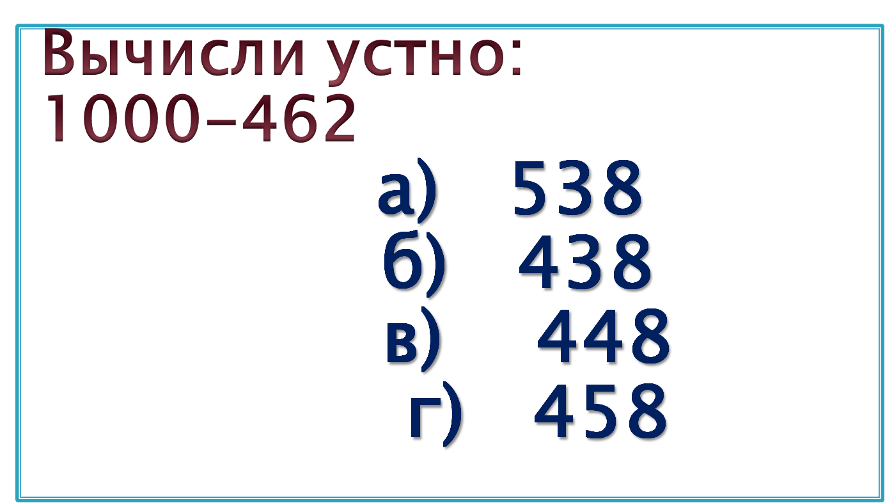 Вычисли устно:
1000-462
а) 538
б) 438
в) 448
г) 458